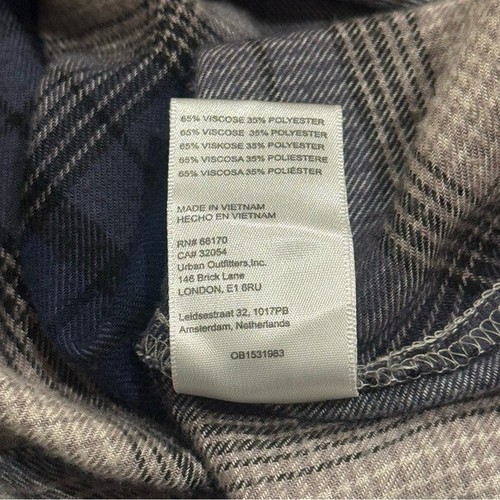 65% VISCOSE 35% POLYESTER
65% VISCOSE 35% POLYESTER
65% VISKOSE 35% POLYESTER
65% VISCOSA 35% POLIESTERE
65% VISCOSA 35% POLIÉSTER
MADE IN VIETNAM
HECHO EN VIETNAM
RN# 66170
CA# 32054
Urban Outfitters,Inc.
146 Brick Lane
LONDON, E1 6RU
Leidsestraat 32, 1017PB
Amsterdam, Netherlands
OB1531983